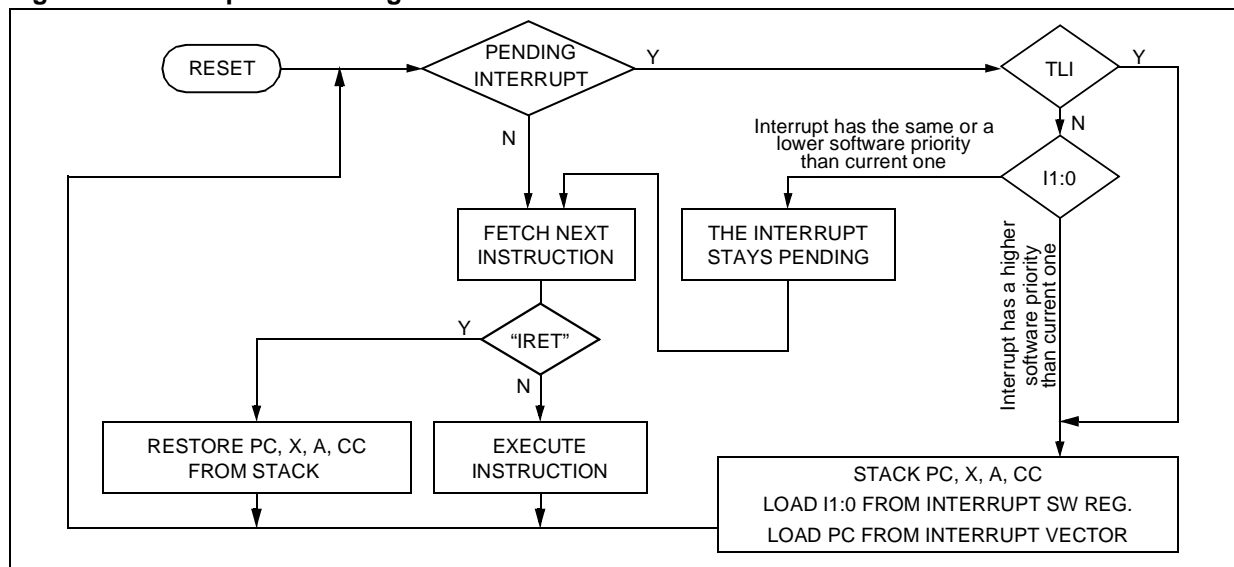 RESET
PENDING
INTERRUPT
Y
TLI
Y
N
N
Interrupt has the same or a
lower software priority
than current one
I1:0
FETCH NEXT
INSTRUCTION
THE INTERRUPT
STAYS PENDING
Interrupt has a higher
software priority
than current one
Y
“IRET”
N
RESTORE PC, X, A, CC
FROM STACK
EXECUTE
INSTRUCTION
STACK PC, X, A, CC
LOAD I1:0 FROM INTERRUPT SW REG.
LOAD PC FROM INTERRUPT VECTOR